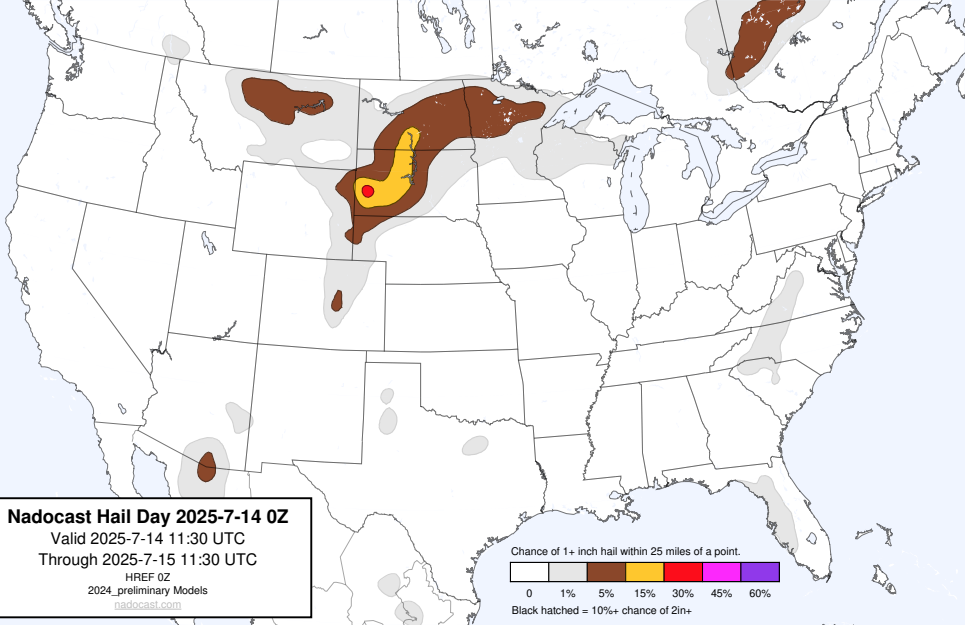 Nadocast Hail Day 2025-7-14 0Z
Valid 2025-7-14 11:30 UTC
Through 2025-7-15 11:30 UTC
HREF 0Z
2024_preliminary Models
nadocast.com
Chance of 1+ inch hail within 25 miles of a point.
0 1% 5% 15% 30% 45% 60%
Black hatched = 10%+ chance of 2in+